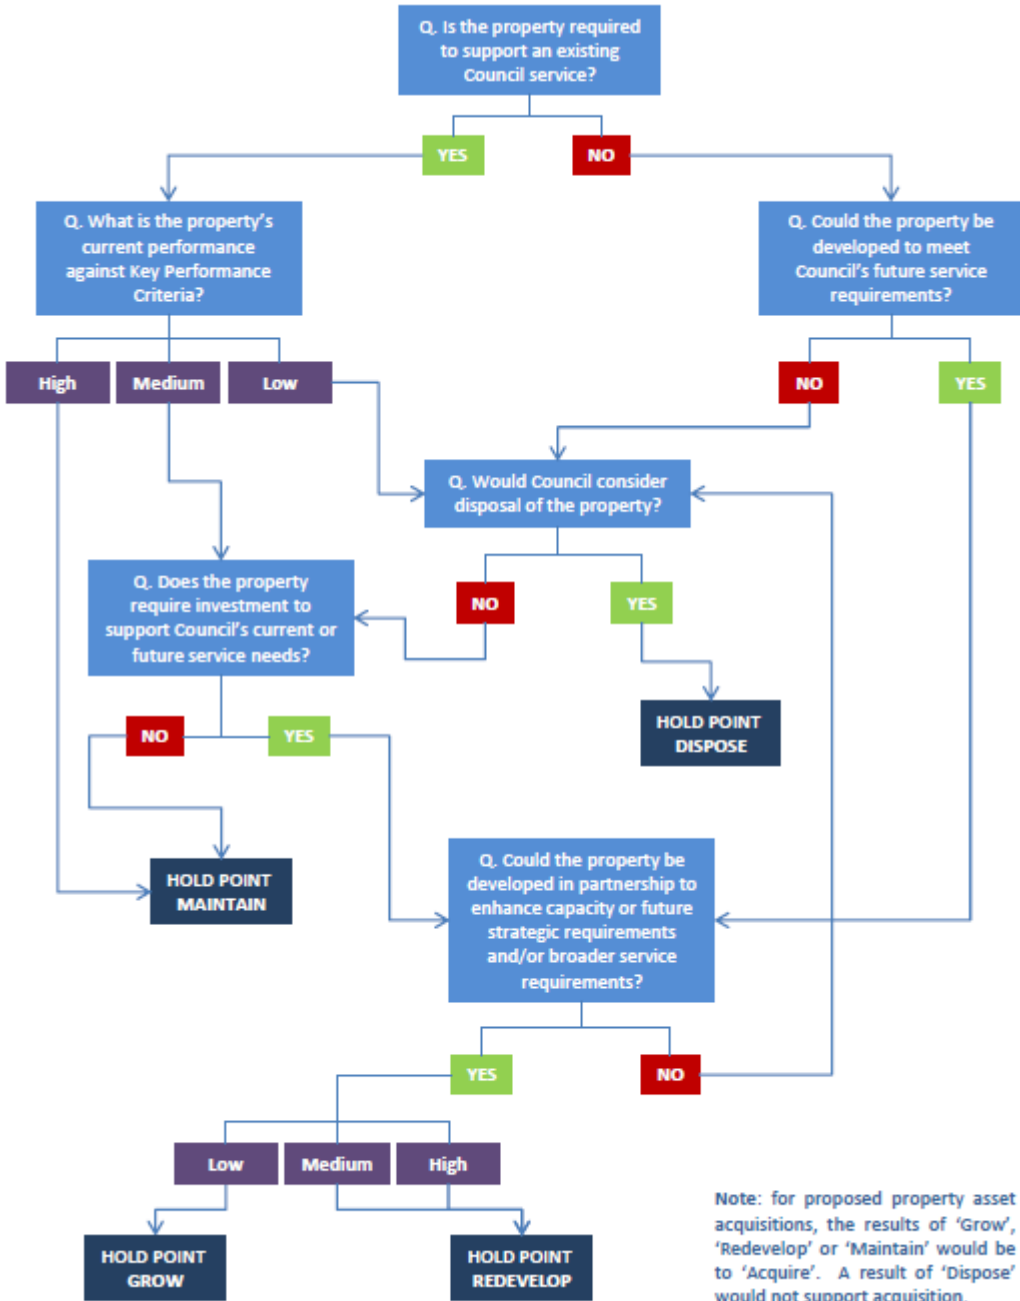 Q. Is the property required
to support an existing
Council service?
YES
NO
Q. What is the property's
current performance
against Key Performance
Criteria?
Q. Could the property be
developed to meet
Council's future service
requirements?
High
Medium
Low
NO
YES
Q. Would Council consider
disposal of the property?
Q. Does the property
require investment to
support Council's current or
future service needs?
NO
YES
HOLD POINT
DISPOSE
NO
YES
HOLD POINT
MAINTAIN
Q. Could the property be
developed in partnership to
enhance capacity or future
strategic requirements
and/or broader service
requirements?
YES
NO
Low
Medium
High
HOLD POINT
GROW
HOLD POINT
REDEVELOP
Note: for proposed property asset
acquisitions, the results of 'Grow',
'Redevelop' or 'Maintain' would be
to 'Acquire'. A result of 'Dispose'
would not support acquisition.